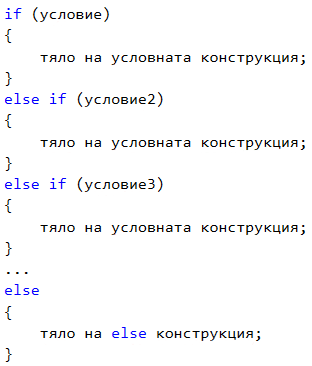 if (условие)
{
    тяло на условната конструкция;
}
else if (условие2)
{
    тяло на условната конструкция;
}
else if (условие3)
{
    тяло на условната конструкция;
}
...
else
{
    тяло на else конструкция;
}